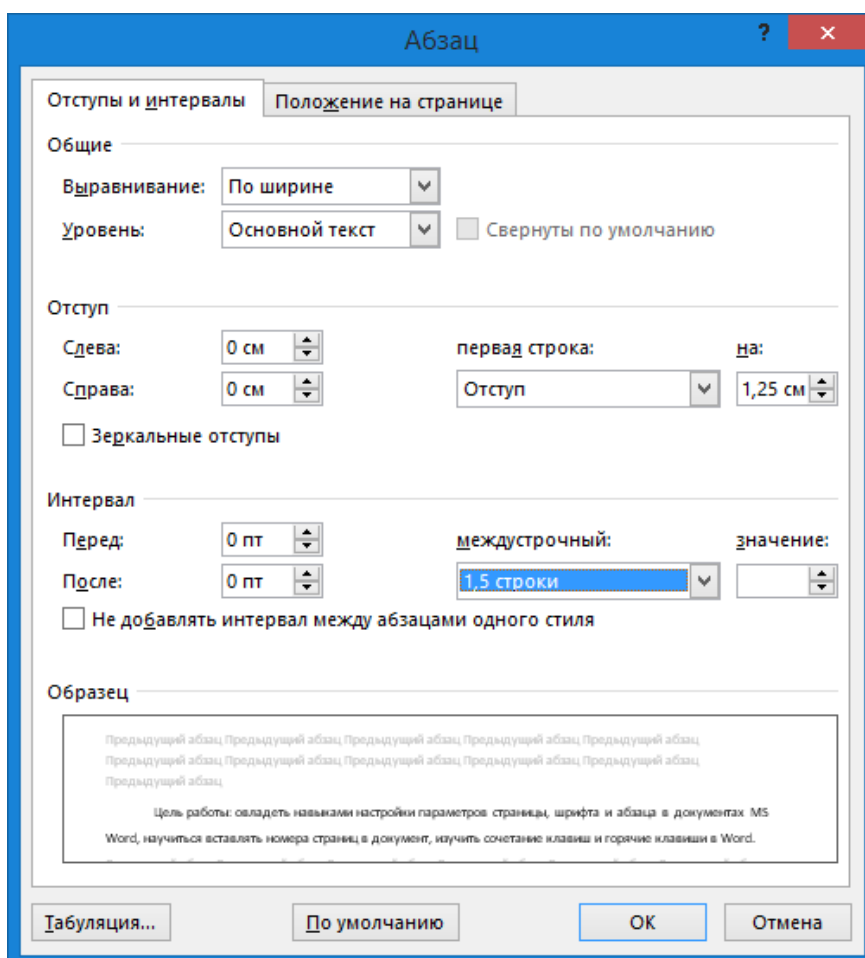 Абзац ? ×
Отступы и интервалы Положение на странице
Общие
Выравнивание: По ширине
Уровень: Основной текст Свернуты по умолчанию
Отступ
Слева: 0 см первая строка: на:
Справа: 0 см Отступ 1,25 см
Зеркальные отступы
Интервал
Перед: 0 пт междустрочный: значение:
После: 0 пт 1,5 строки
Не добавлять интервал между абзацами одного стиля
Образец
Предыдущий абзац Предыдущий абзац Предыдущий абзац Предыдущий абзац Предыдущий абзац
Предыдущий абзац Предыдущий абзац Предыдущий абзац Предыдущий абзац Предыдущий абзац
Предыдущий абзац
Цель работы: овладеть навыками настройки параметров страницы, шрифта и абзаца в документах MS
Word, научиться вставлять номера страниц в документ, изучить сочетание клавиш и горячие клавиши в Word.
Табуляция... По умолчанию ОК Отмена